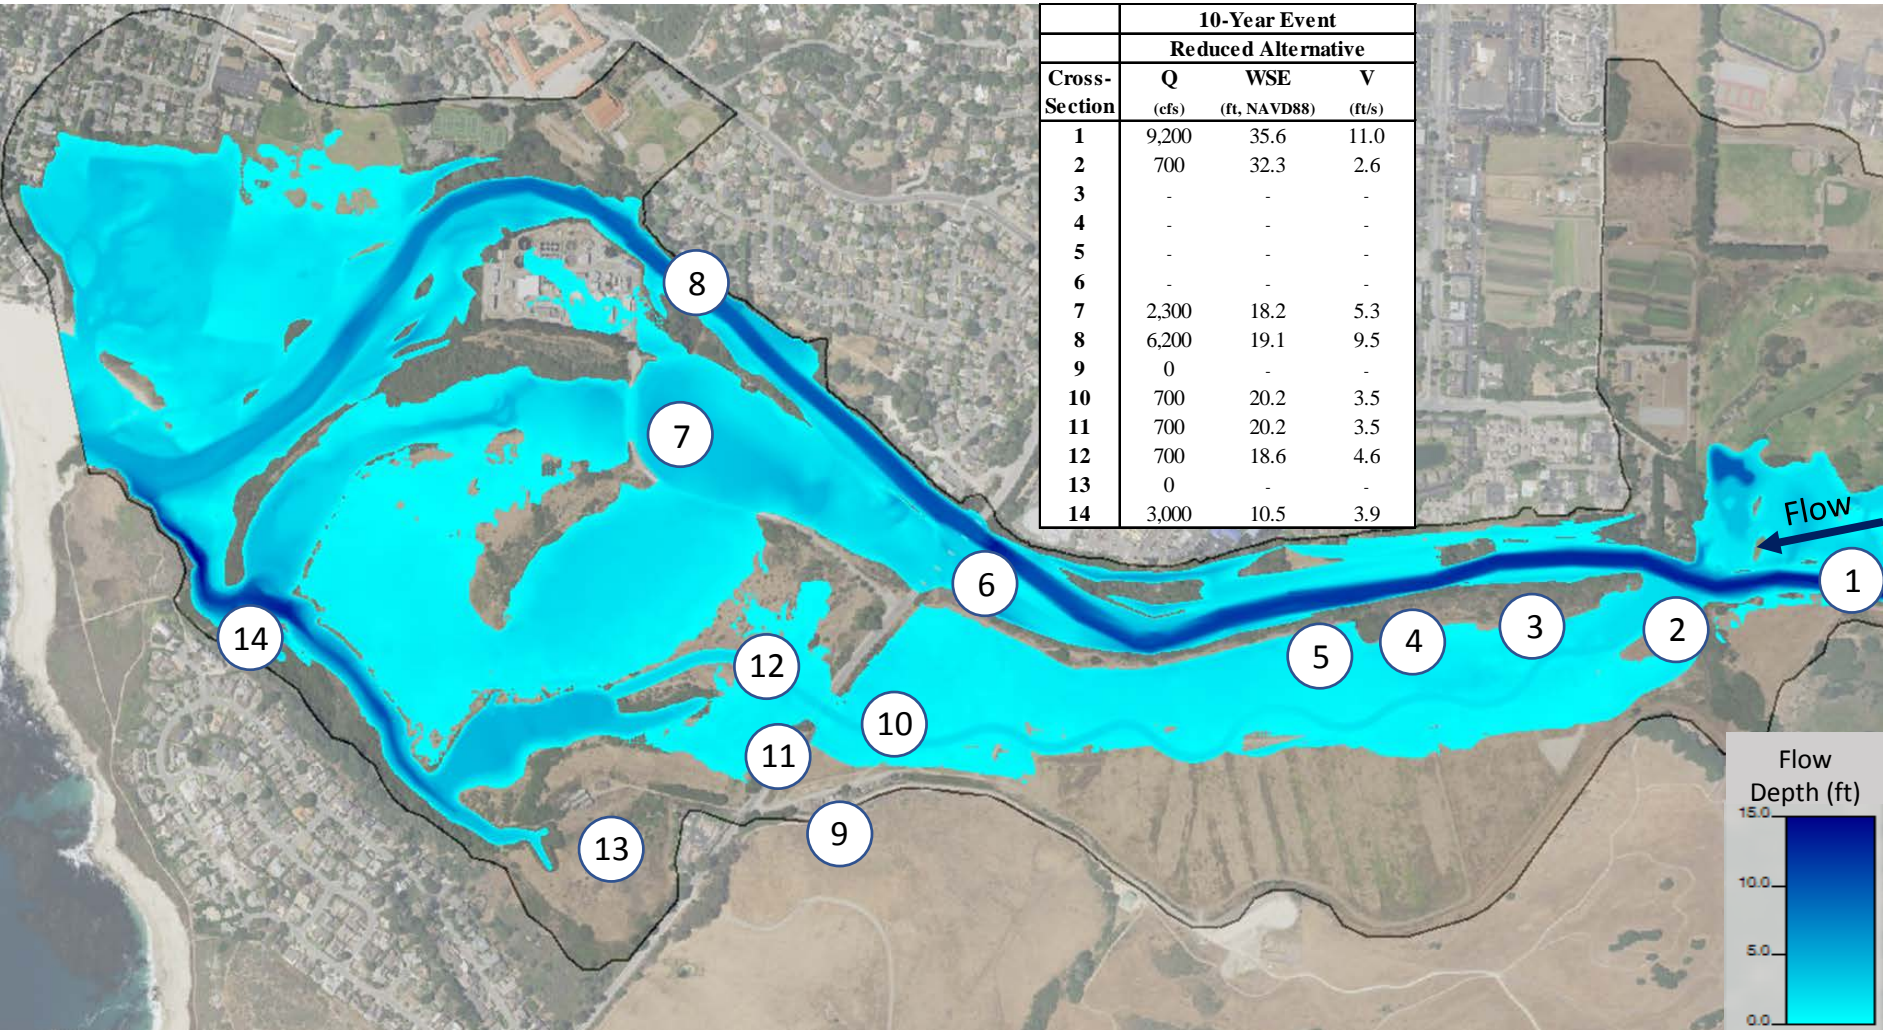 10-Year Event
Reduced Alternative
Cross- Q WSE V
Section (cfs) (ft, NAVD88) (ft/s)
1 9,200 35.6 11.0
2 700 32.3 2.6
3 - - -
4 - - -
5 - - -
6 - - -
7 2,300 18.2 5.3
8 6,200 19.1 9.5
9 0 - -
10 700 20.2 3.5
11 700 20.2 3.5
12 700 18.6 4.6
13 0 - -
14 3,000 10.5 3.9
8
7
Flow
6
1
14
12
5
4
3
2
10
11
13
9
Flow
Depth (ft)
15.0
10.0
5.0
0.0